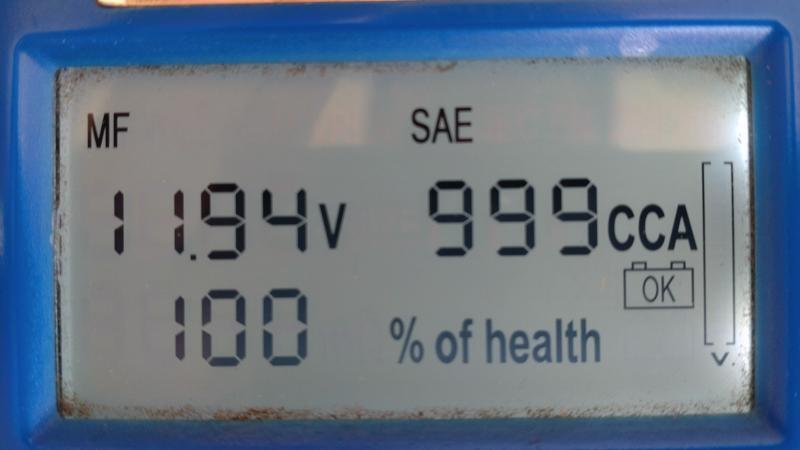 MF SAE
11.94V 999CCA
OK
100 % of health